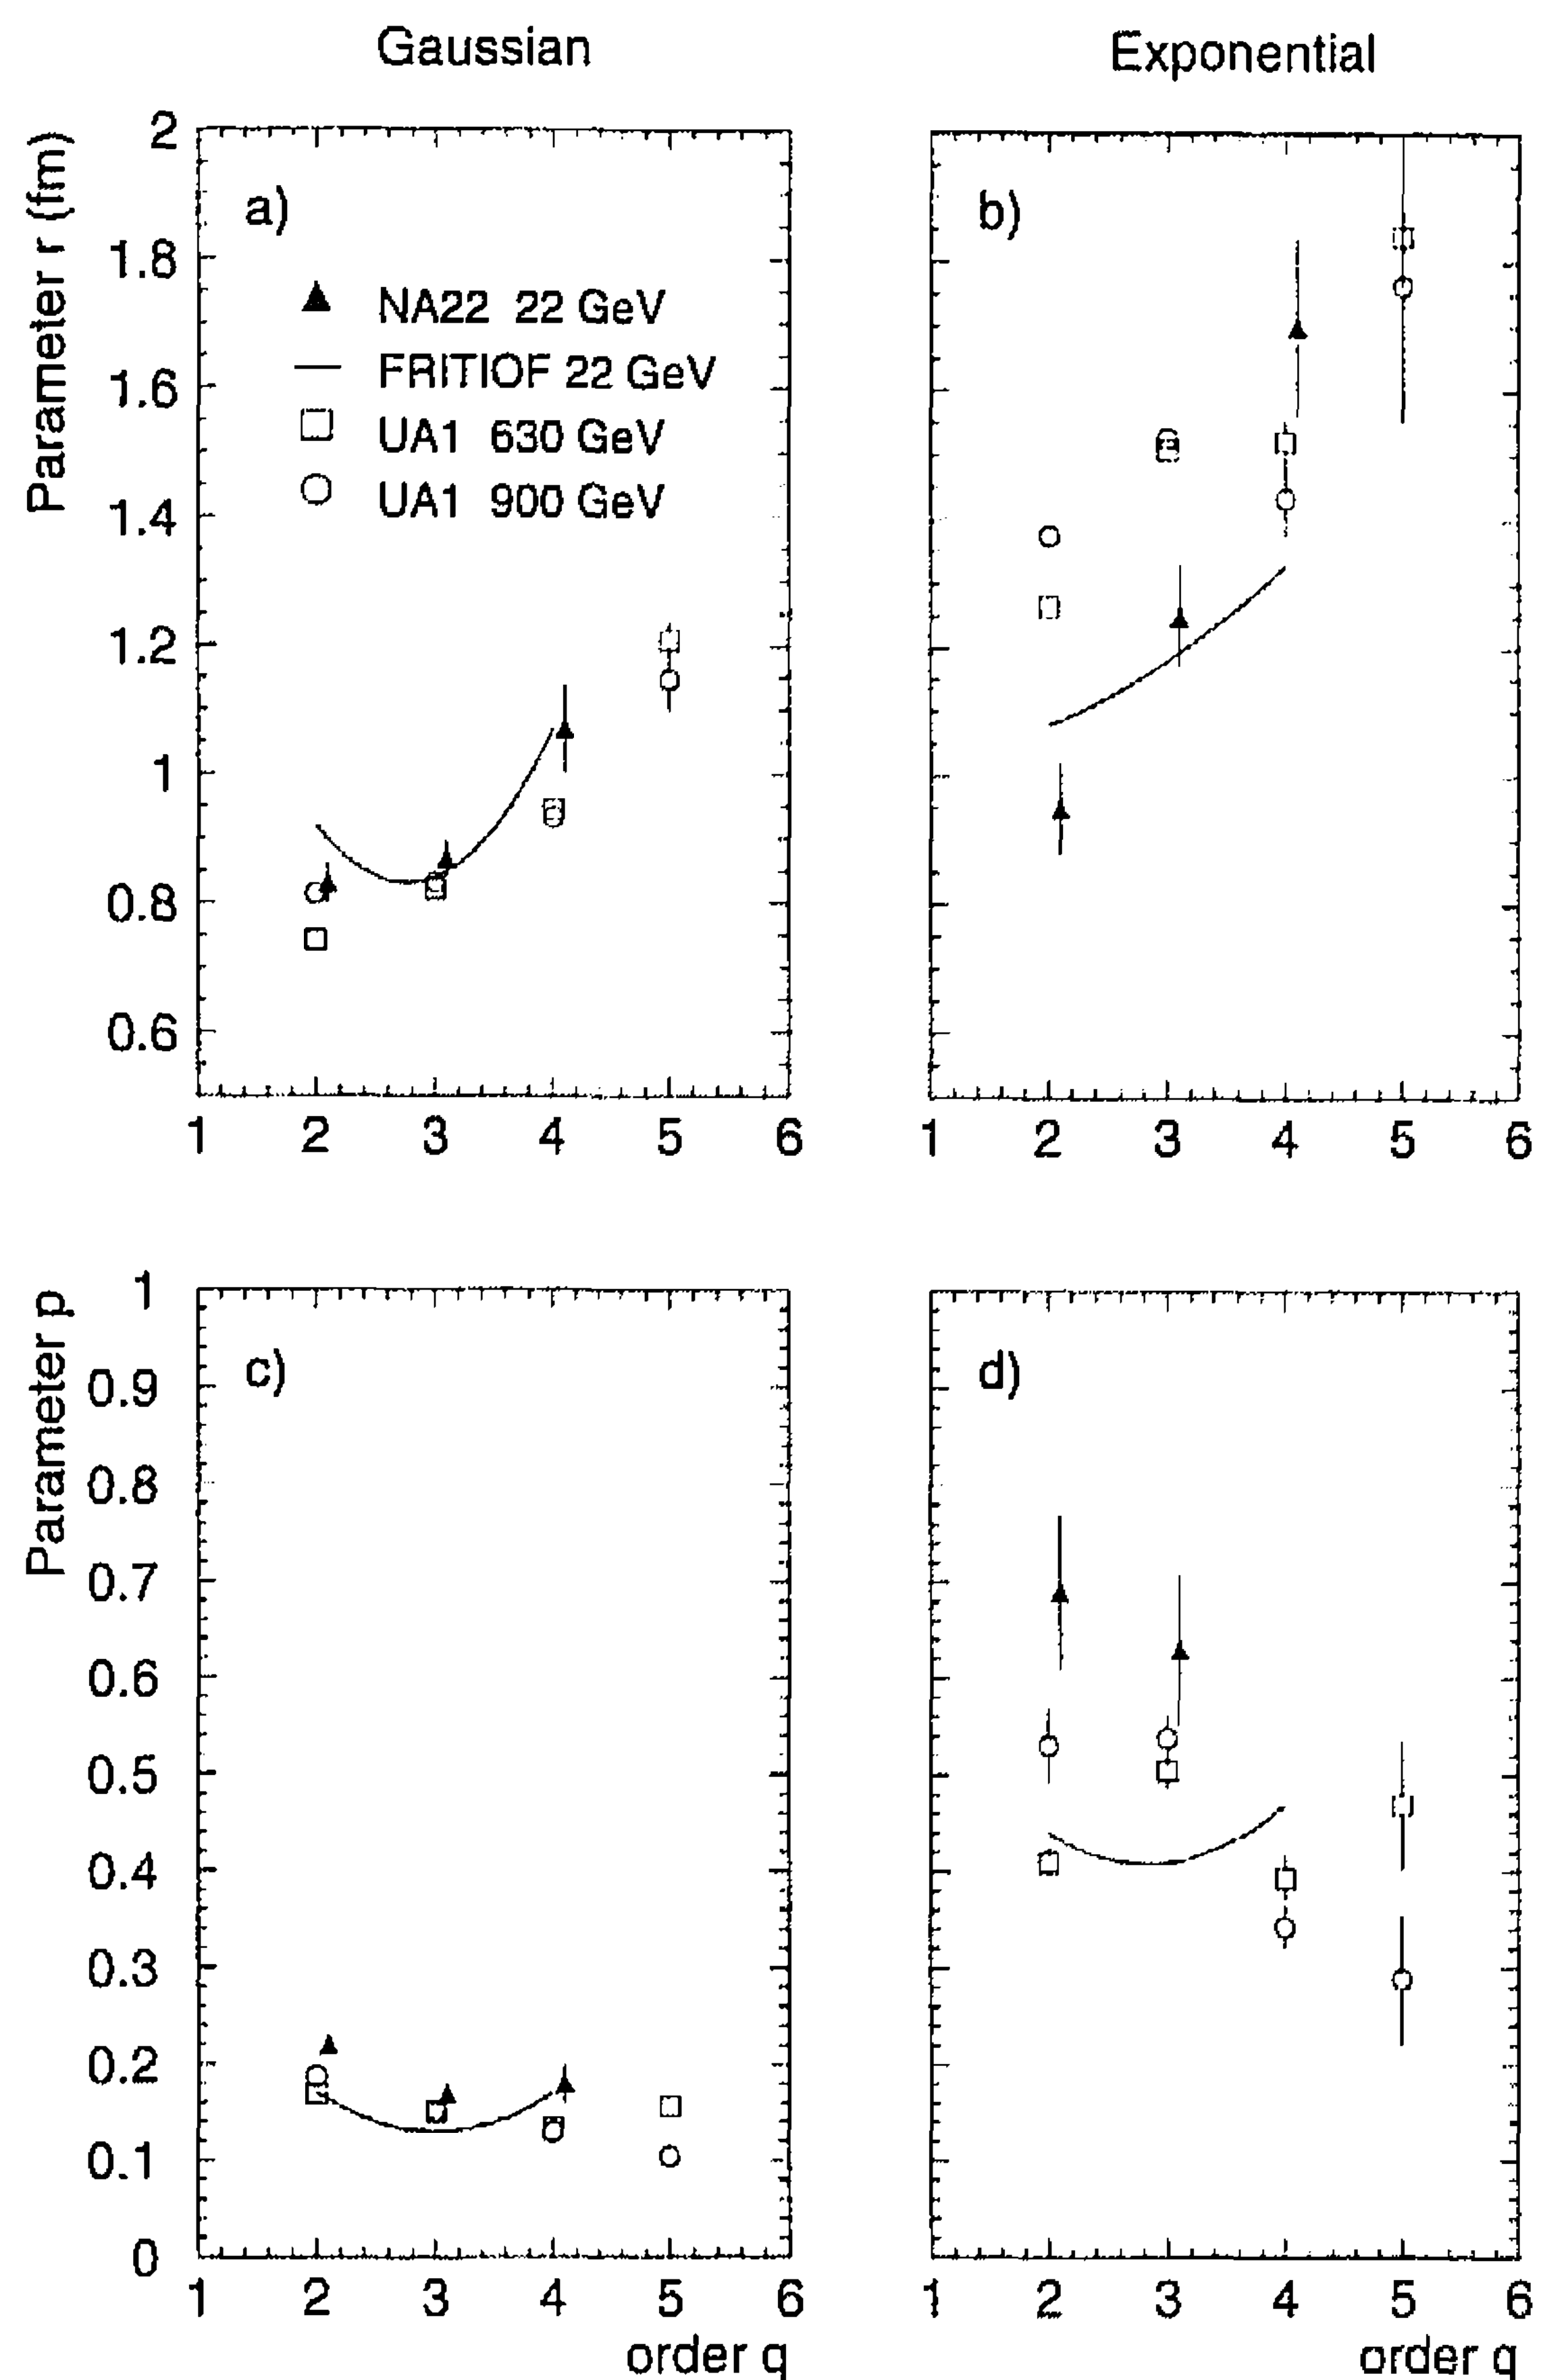 Gaussian
Exponential
Parameter r (fm)
2
1.8
1.6
1.4
1.2
1
0.8
0.6
a)
NA22 22 GeV
FRITIOF 22 GeV
UA1 630 GeV
UA1 900 GeV
1 2 3 4 5 6
b)
1 2 3 4 5 6
Parameter p
1
0.9
0.8
0.7
0.6
0.5
0.4
0.3
0.2
0.1
0
c)
1 2 3 4 5 6
order q
d)
1 2 3 4 5 6
order q